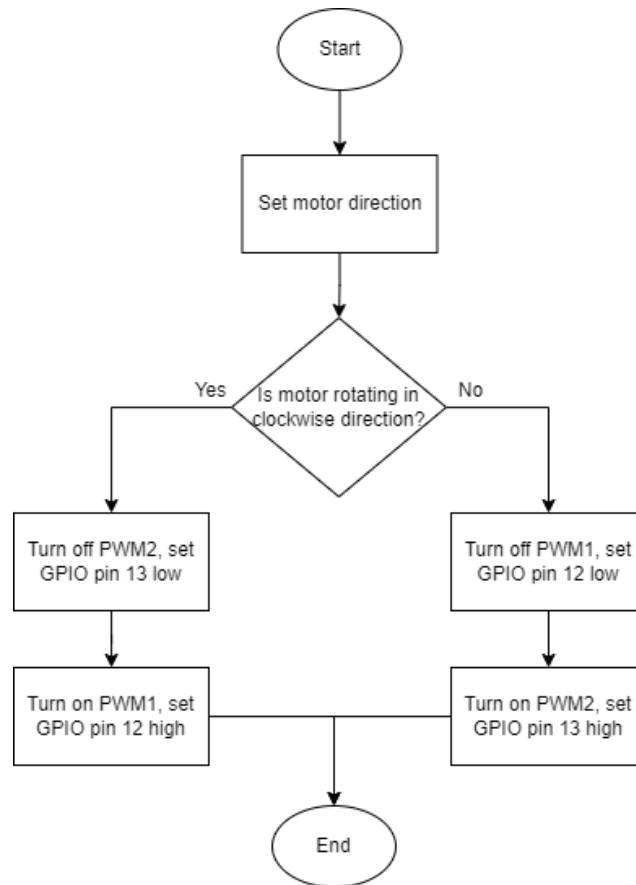 Start
Set motor direction
Yes
Is motor rotating in
clockwise direction?
No
Turn off PWM2, set
GPIO pin 13 low
Turn off PWM1, set
GPIO pin 12 low
Turn on PWM1, set
GPIO pin 12 high
Turn on PWM2, set
GPIO pin 13 high
End